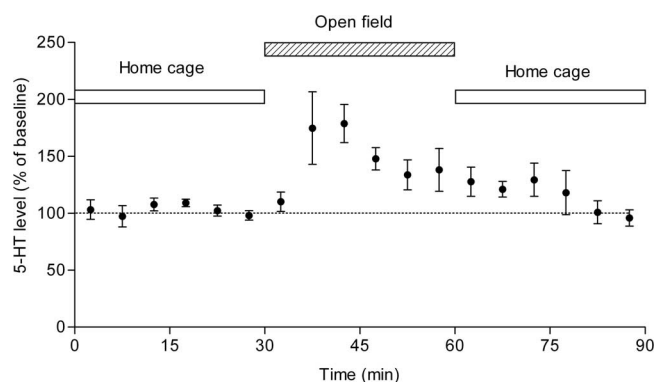 Open field
250
Home cage
Home cage
200
150
100
50
0
5-HT level (% of baseline)
0 15 30 45 60 75 90
Time (min)